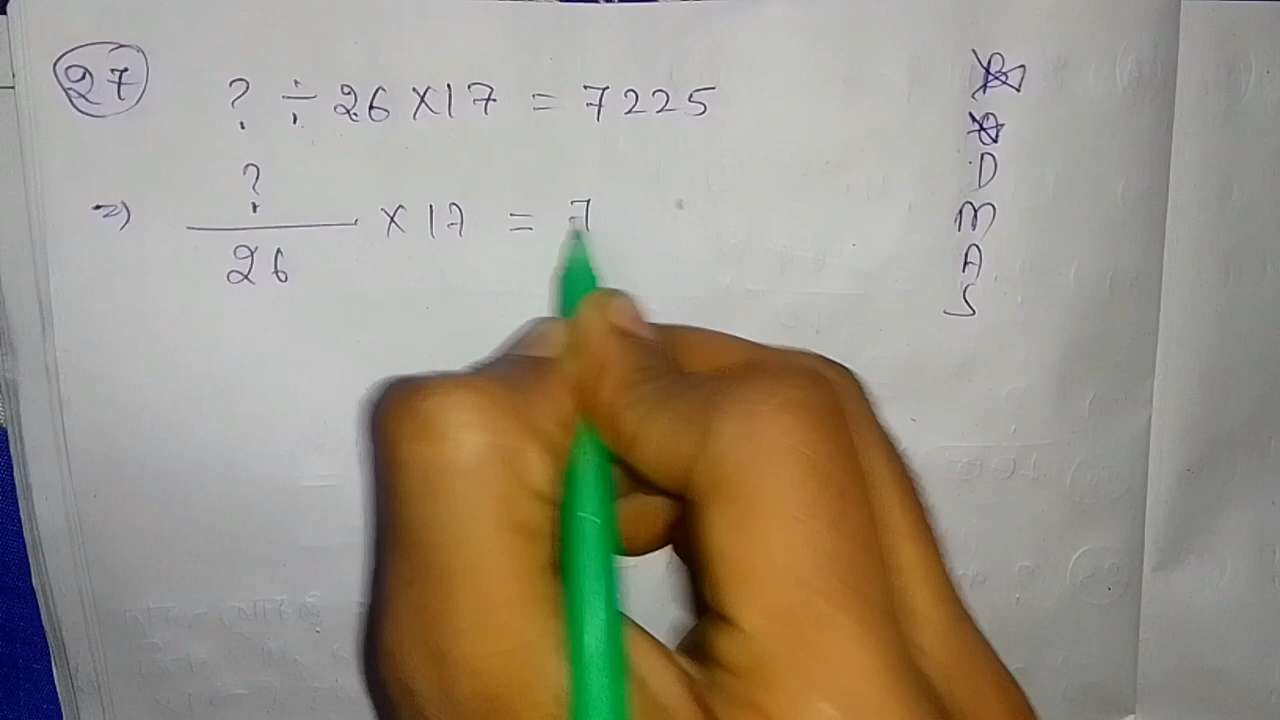 27 ? ÷ 26 × 17 = 7225
⇒ ?/26 × 17 = 7
D
M
A
S